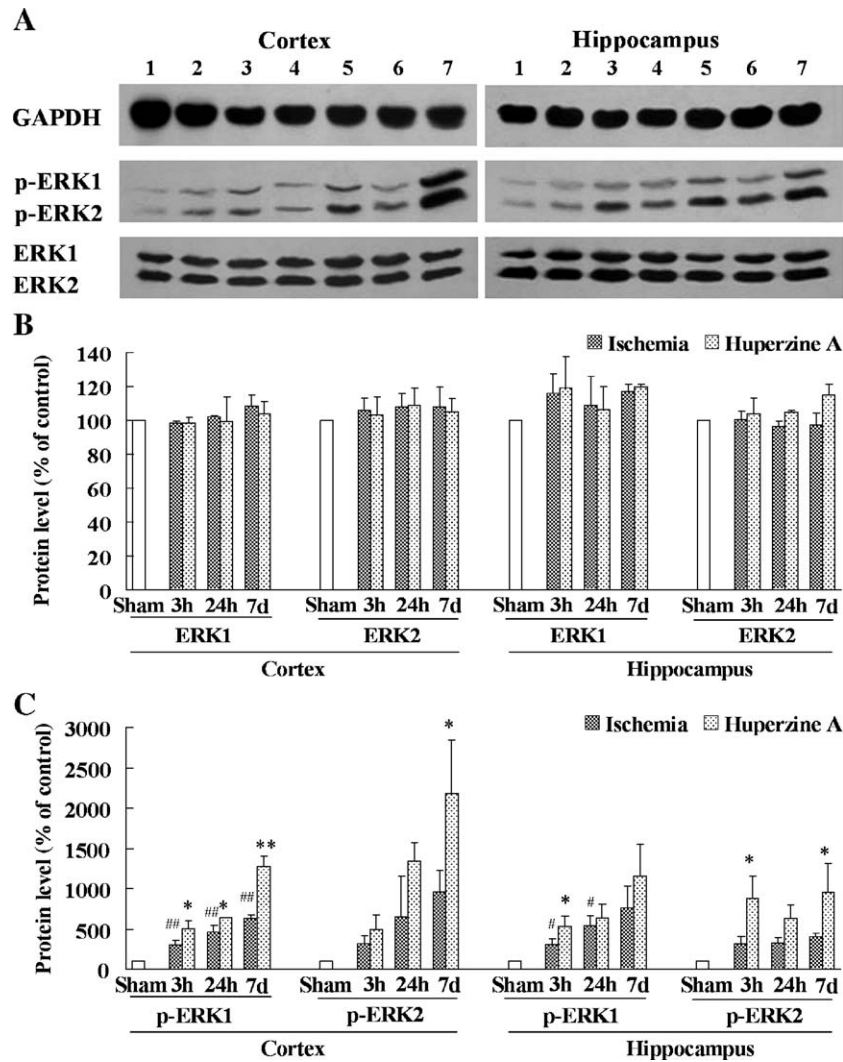 A
Cortex Hippocampus
1 2 3 4 5 6 7 1 2 3 4 5 6 7
GAPDH
p-ERK1
p-ERK2
ERK1
ERK2
B
Protein level (% of control)
140
120
100
80
60
40
20
0
Ischemia Huperzine A
Sham 3h 24h 7d Sham 3h 24h 7d Sham 3h 24h 7d Sham 3h 24h 7d
ERK1 ERK2 ERK1 ERK2
Cortex Hippocampus
C
Protein level (% of control)
3000
2500
2000
1500
1000
500
0
Ischemia Huperzine A
## * ## * ## ** * # * # * *
Sham 3h 24h 7d Sham 3h 24h 7d Sham 3h 24h 7d Sham 3h 24h 7d
p-ERK1 p-ERK2 p-ERK1 p-ERK2
Cortex Hippocampus